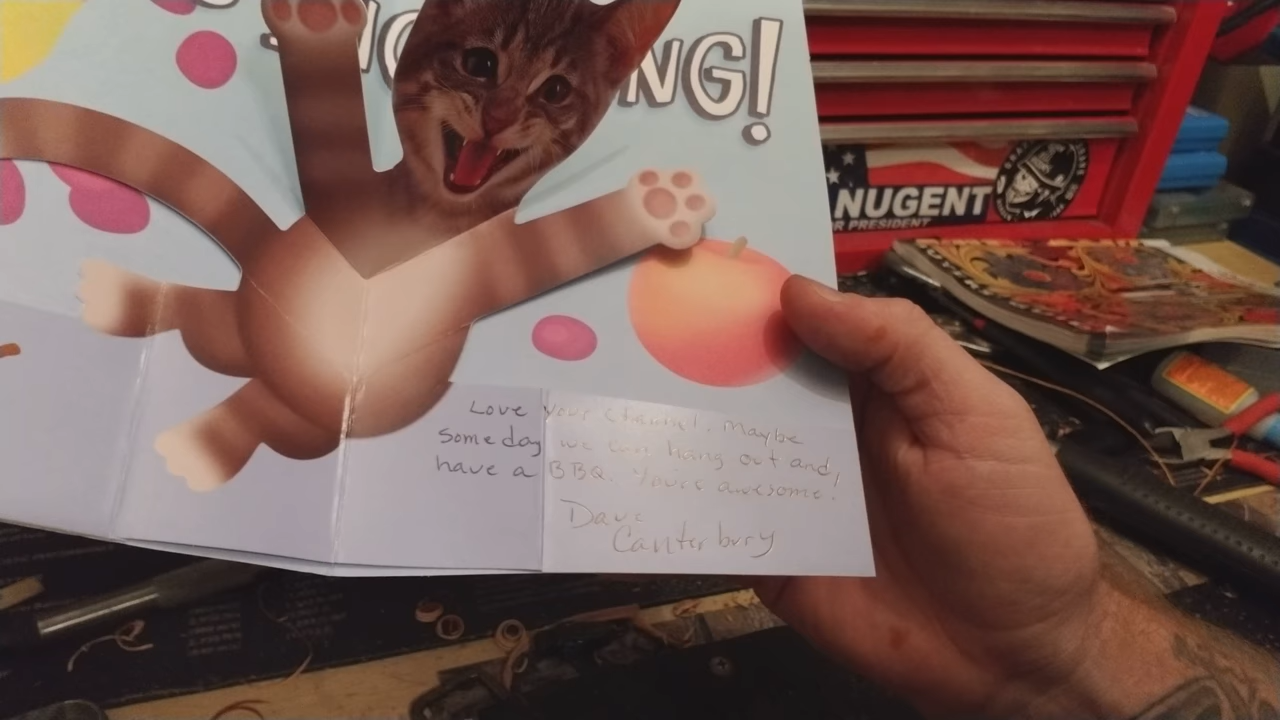 NG!
NUGENT
R PRESIDENT
Love your channel. Maybe
someday we can hang out and,
have a BBQ. You're awesome.
Dave
Canterbury